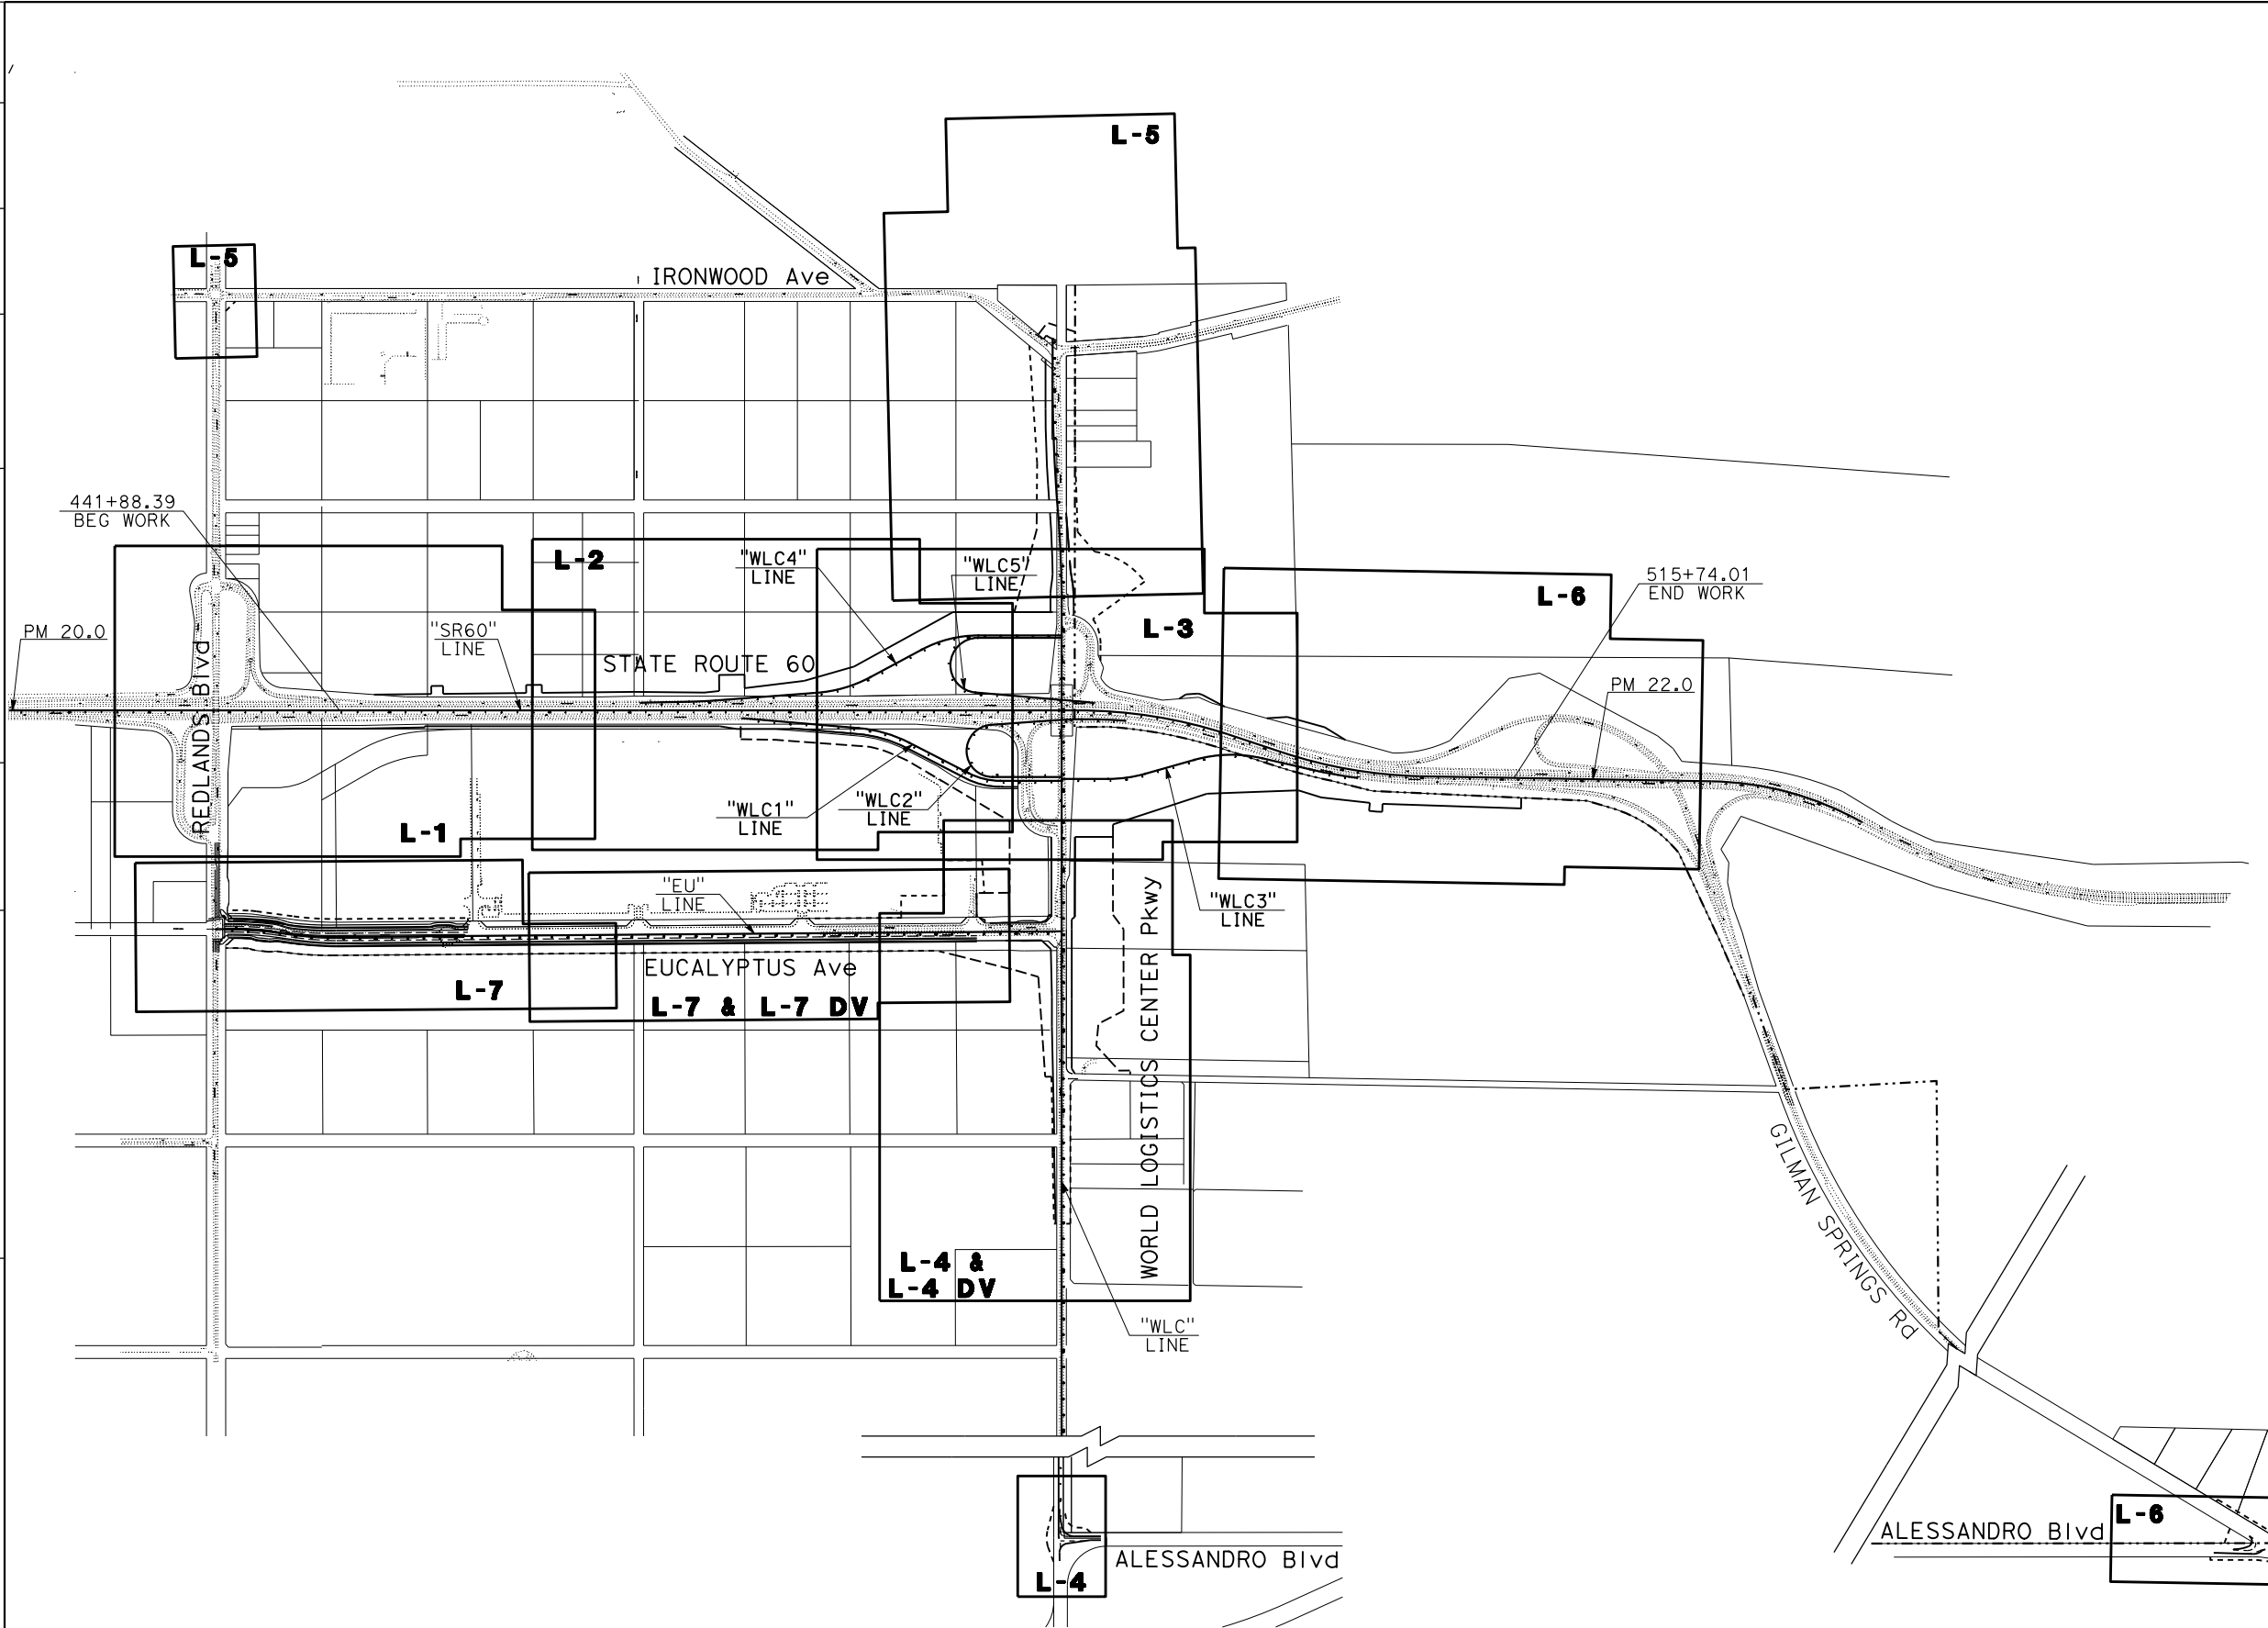 L-5
L-5
IRONWOOD Ave
441+88.39
BEG WORK
L-2
"WLC4"
LINE
"WLC5"
LINE
515+74.01
END WORK
L-6
PM 20.0
"SR60"
LINE
L-3
STATE ROUTE 60
PM 22.0
REDLANDS Blvd
"WLC1"
LINE
"WLC2"
LINE
L-1
"EU"
LINE
"WLC3"
LINE
EUCALYPTUS Ave
L-7
L-7 & L-7 DV
WORLD LOGISTICS CENTER Pkwy
GILMAN SPRINGS Rd
L-4 &
L-4 DV
"WLC"
LINE
L-6
ALESSANDRO Blvd
ALESSANDRO Blvd
L-4